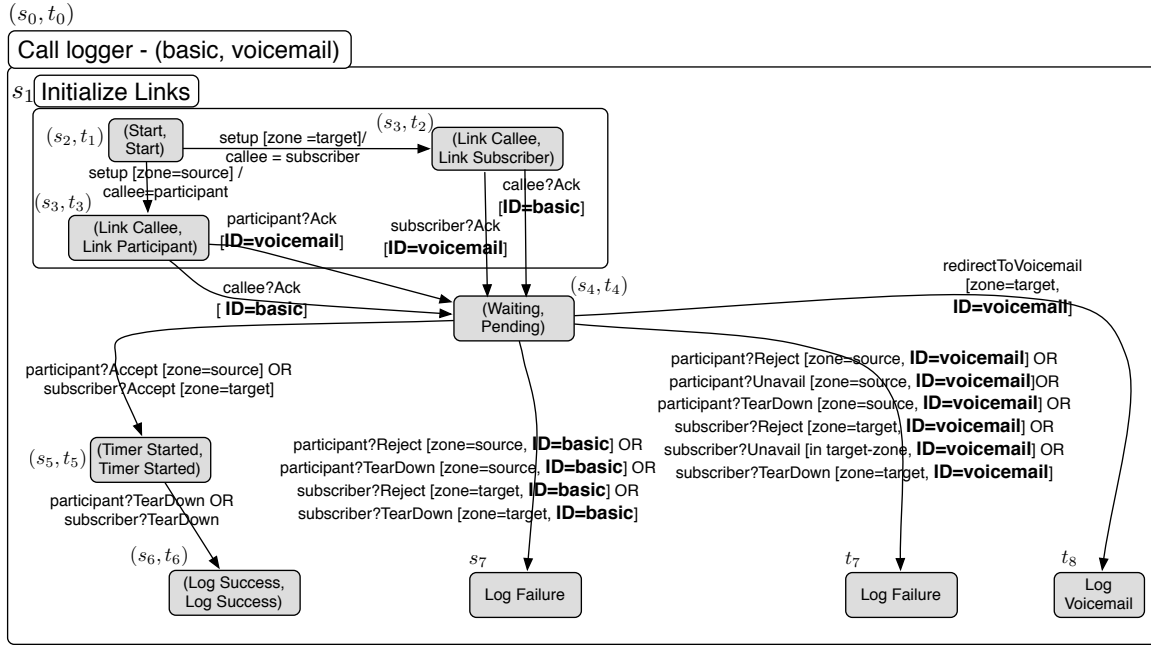 (s0, t0)
Call logger - (basic, voicemail)
s1 Initialize Links
(s2, t1)
(Start,
Start)
setup [zone =target]/
callee = subscriber
(s3, t2)
(Link Callee,
Link Subscriber)
setup [zone=source] /
callee=participant
(s3, t3)
(Link Callee,
Link Participant)
participant?Ack
[ID=voicemail]
subscriber?Ack
[ID=voicemail]
callee?Ack
[ID=basic]
callee?Ack
[ ID=basic]
(s4, t4)
(Waiting,
Pending)
redirectToVoicemail
[zone=target,
ID=voicemail]
participant?Accept [zone=source] OR
subscriber?Accept [zone=target]
participant?Reject [zone=source, ID=voicemail] OR
participant?Unavail [zone=source, ID=voicemail]OR
participant?TearDown [zone=source, ID=voicemail] OR
subscriber?Reject [zone=target, ID=voicemail] OR
subscriber?Unavail [in target-zone, ID=voicemail] OR
subscriber?TearDown [zone=target, ID=voicemail]
participant?Reject [zone=source, ID=basic] OR
participant?TearDown [zone=source, ID=basic] OR
subscriber?Reject [zone=target, ID=basic] OR
subscriber?TearDown [zone=target, ID=basic]
(s5, t5)
(Timer Started,
Timer Started)
participant?TearDown OR
subscriber?TearDown
(s6, t6)
(Log Success,
Log Success)
s7
Log Failure
t7
Log Failure
t8
Log
Voicemail